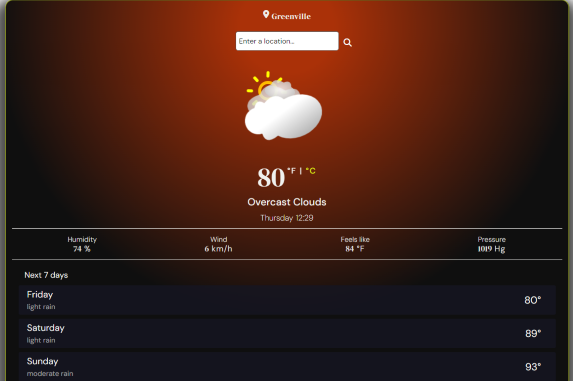 Greenville
Enter a location...
80 °F | °C
Overcast Clouds
Thursday 12:29
Humidity Wind Feels like Pressure
74 % 6 km/h 84 °F 1019 Hg
Next 7 days
Friday
light rain
80°
Saturday
light rain
89°
Sunday
moderate rain
93°